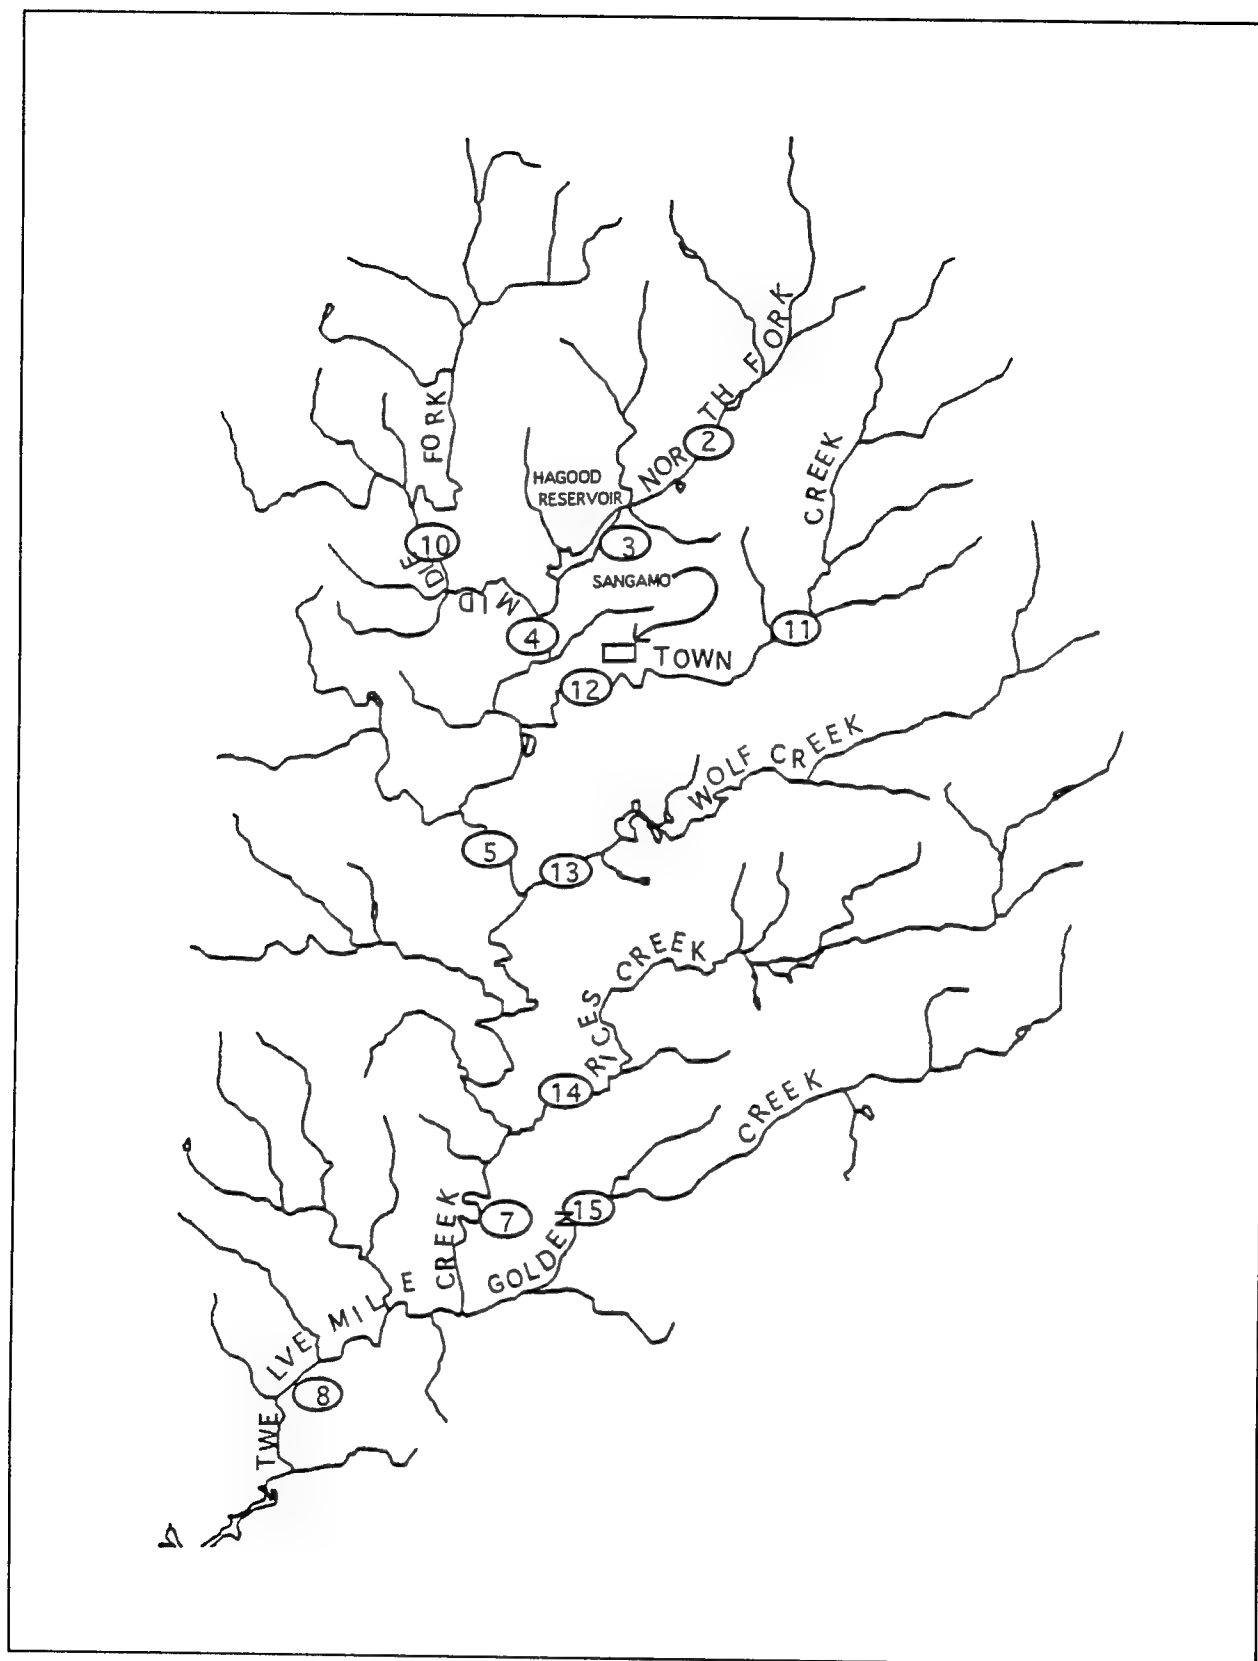 NORTH FORK
2
FORK
HAGOOD
RESERVOIR
CREEK
10
3
MIDDLE
SANGAMO
4
11
TOWN
12
WOLF CREEK
5
13
RICES CREEK
14
CREEK
7
15
GOLDEN
CREEK
TWELVE MILE
8